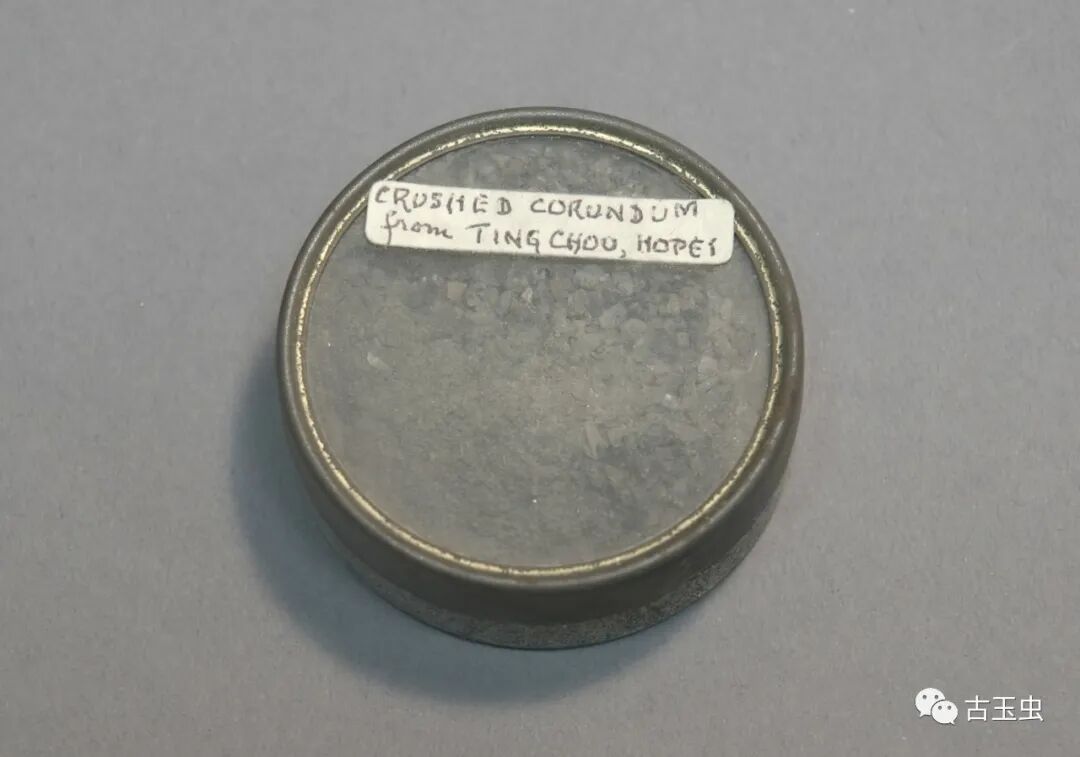 CRUSHED CORUNDUM
from TING CHOU, HOPEI
古玉虫